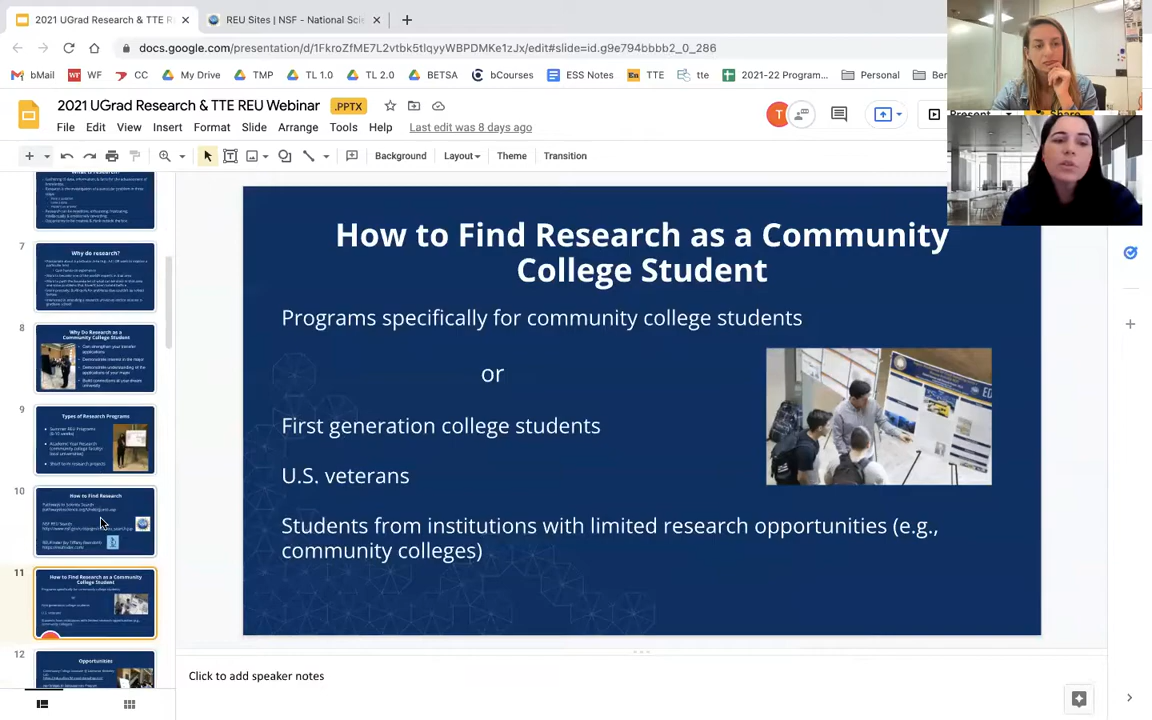 2021 UGrad Research & TTE R
REU Sites | NSF - National Sci
docs.google.com/presentation/d/1FkroZfME7L2vtbk5tlqyyWBPDMKe1zJx/edit#slide=id.g9e794bbbb2_0_286
bMail WF CC My Drive TMP TL 1.0 TL 2.0 BETSA bCourses ESS Notes TTE tte 2021-22 Program... Personal Ber
2021 UGrad Research & TTE REU Webinar .PPTX
File Edit View Insert Format Slide Arrange Tools Help Last edit was 8 days ago
T Present Share
Background Layout Theme Transition
7
Why do research?
8
Why Do Research as a
Community College Student
9
Types of Research Programs
10
How to Find Research
11
How to Find Research as a Community
College Student
12
Opportunities
How to Find Research as a Community
College Student
Programs specifically for community college students
or
First generation college students
U.S. veterans
Students from institutions with limited research opportunities (e.g.,
community colleges)
Click to add speaker notes